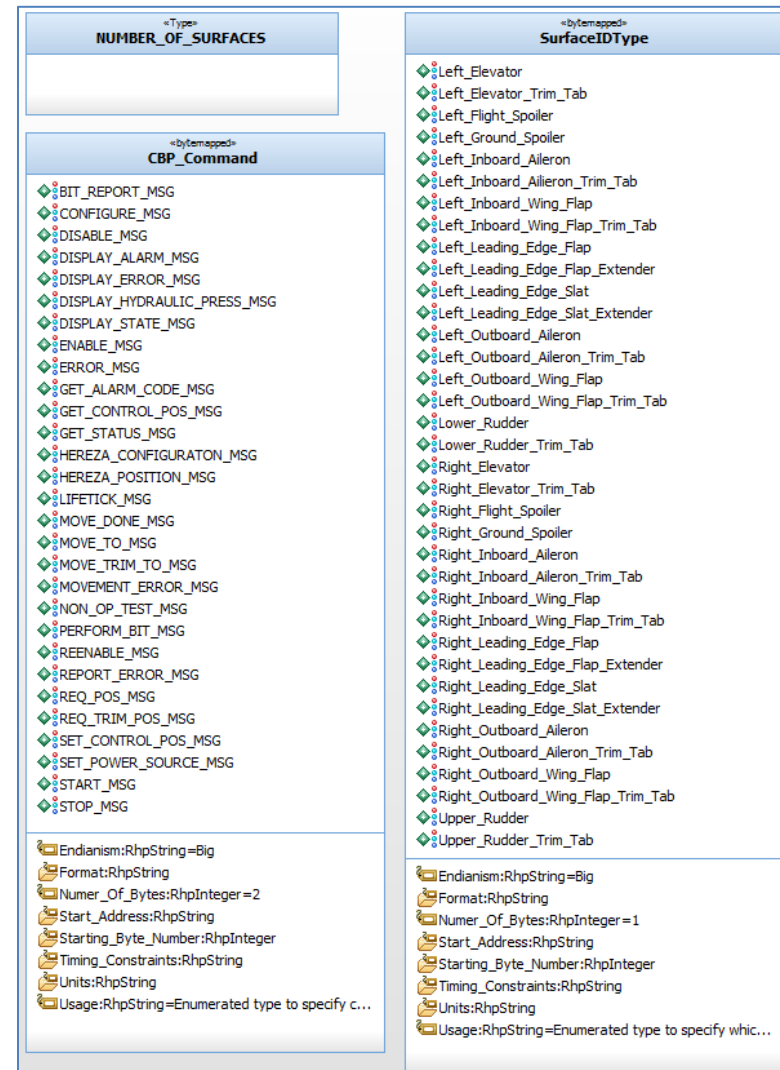 «Type»
NUMBER_OF_SURFACES
«bytemapped»
CBP_Command
BIT_REPORT_MSG
CONFIGURE_MSG
DISABLE_MSG
DISPLAY_ALARM_MSG
DISPLAY_ERROR_MSG
DISPLAY_HYDRAULIC_PRESS_MSG
DISPLAY_STATE_MSG
ENABLE_MSG
ERROR_MSG
GET_ALARM_CODE_MSG
GET_CONTROL_POS_MSG
GET_STATUS_MSG
HEREZA_CONFIGURATON_MSG
HEREZA_POSITION_MSG
LIFETICK_MSG
MOVE_DONE_MSG
MOVE_TO_MSG
MOVE_TRIM_TO_MSG
MOVEMENT_ERROR_MSG
NON_OP_TEST_MSG
PERFORM_BIT_MSG
REENABLE_MSG
REPORT_ERROR_MSG
REQ_POS_MSG
REQ_TRIM_POS_MSG
SET_CONTROL_POS_MSG
SET_POWER_SOURCE_MSG
START_MSG
STOP_MSG
Endianism:RhpString=Big
Format:RhpString
Numer_Of_Bytes:RhpInteger=2
Start_Address:RhpString
Starting_Byte_Number:RhpInteger
Timing_Constraints:RhpString
Units:RhpString
Usage:RhpString=Enumerated type to specify c...
«bytemapped»
SurfaceIDType
Left_Elevator
Left_Elevator_Trim_Tab
Left_Flight_Spoiler
Left_Ground_Spoiler
Left_Inboard_Aileron
Left_Inboard_Ailieron_Trim_Tab
Left_Inboard_Wing_Flap
Left_Inboard_Wing_Flap_Trim_Tab
Left_Leading_Edge_Flap
Left_Leading_Edge_Flap_Extender
Left_Leading_Edge_Slat
Left_Leading_Edge_Slat_Extender
Left_Outboard_Aileron
Left_Outboard_Aileron_Trim_Tab
Left_Outboard_Wing_Flap
Left_Outboard_Wing_Flap_Trim_Tab
Lower_Rudder
Lower_Rudder_Trim_Tab
Right_Elevator
Right_Elevator_Trim_Tab
Right_Flight_Spoiler
Right_Ground_Spoiler
Right_Inboard_Aileron
Right_Inboard_Aileron_Trim_Tab
Right_Inboard_Wing_Flap
Right_Inboard_Wing_Flap_Trim_Tab
Right_Leading_Edge_Flap
Right_Leading_Edge_Flap_Extender
Right_Leading_Edge_Slat
Right_Leading_Edge_Slat_Extender
Right_Outboard_Aileron
Right_Outboard_Aileron_Trim_Tab
Right_Outboard_Wing_Flap
Right_Outboard_Wing_Flap_Trim_Tab
Upper_Rudder
Upper_Rudder_Trim_Tab
Endianism:RhpString=Big
Format:RhpString
Numer_Of_Bytes:RhpInteger=1
Start_Address:RhpString
Starting_Byte_Number:RhpInteger
Timing_Constraints:RhpString
Units:RhpString
Usage:RhpString=Enumerated type to specify whic...